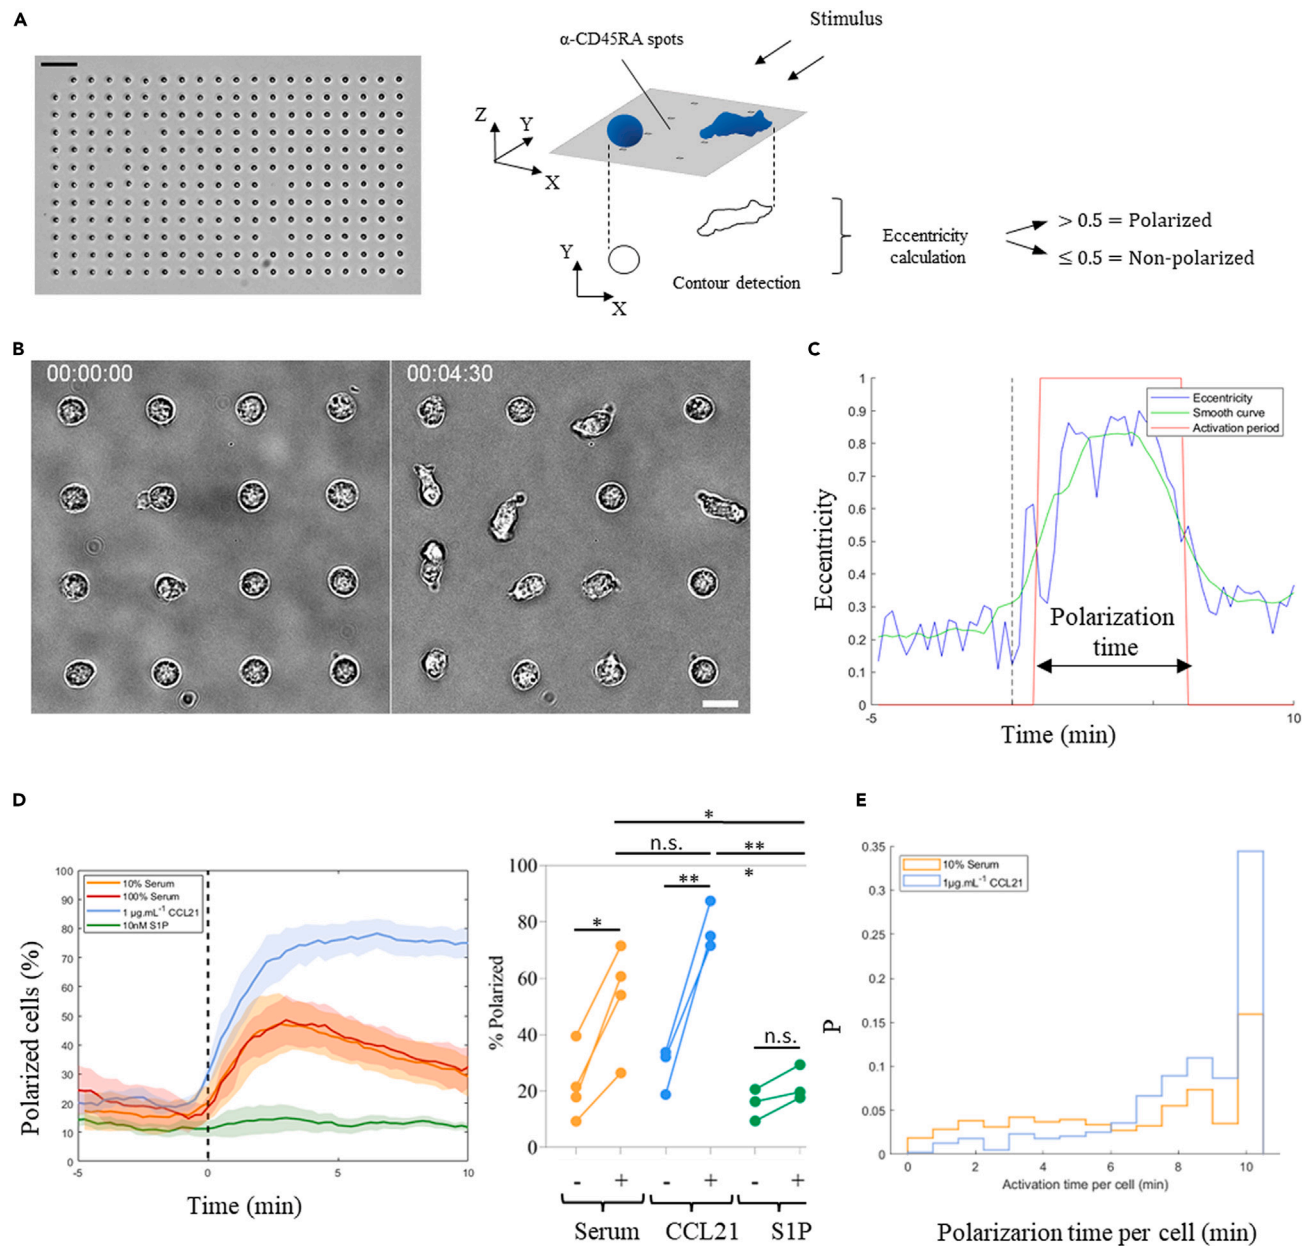 A
α-CD45RA spots
Stimulus
Z
Y
X
Y
X
Contour detection
Eccentricity
calculation
> 0.5 = Polarized
≤ 0.5 = Non-polarized
B
00:00:00
00:04:30
C
1
0.9
0.8
0.7
0.6
0.5
0.4
0.3
0.2
0.1
0
Eccentricity
Eccentricity
Smooth curve
Activation period
Polarization
time
-5
10
Time (min)
D
100
90
80
70
60
50
40
30
20
10
0
Polarized cells (%)
10% Serum
100% Serum
1 µg.mL⁻¹ CCL21
10nM S1P
-5
0
5
10
Time (min)
*
n.s.
**
*
100
80
60
40
20
0
% Polarized
*
**
n.s.
- + - + - +
Serum CCL21 S1P
E
0.35
0.3
0.25
0.2
0.15
0.1
0.05
0
P
10% Serum
1µg.mL⁻¹ CCL21
0 2 4 6 8 10
Activation time per cell (min)
Polarizarion time per cell (min)